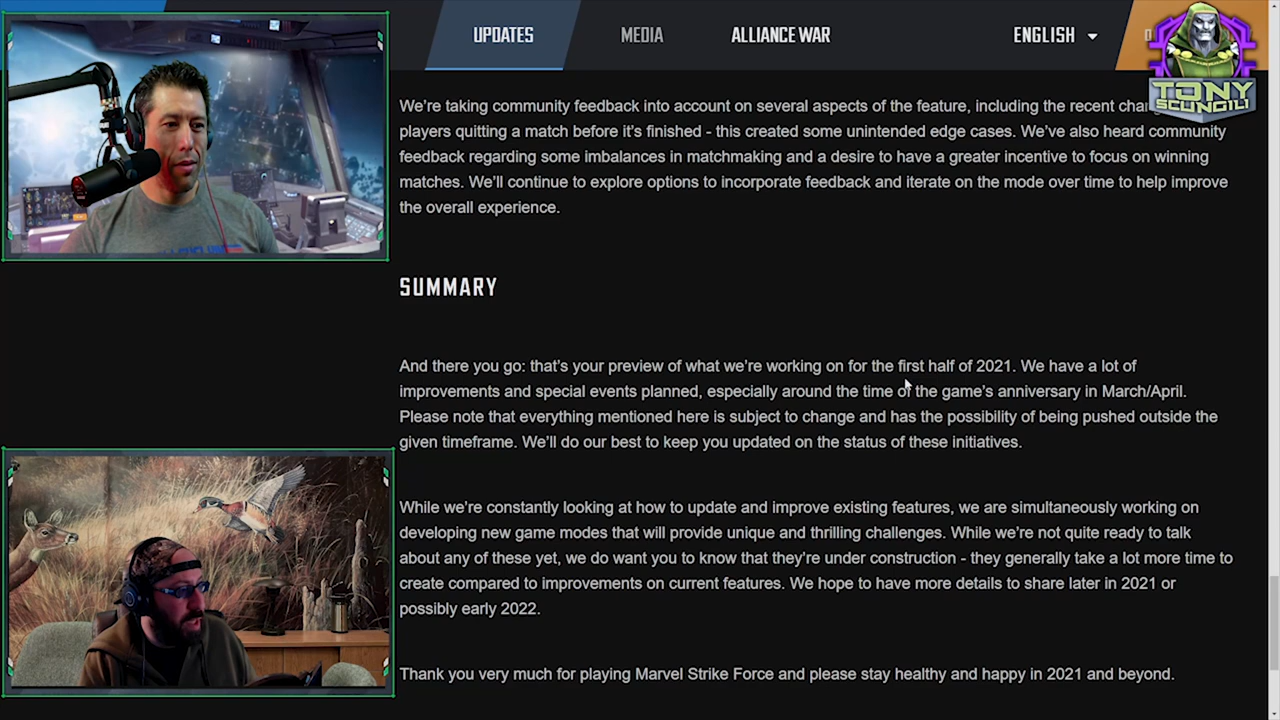 UPDATES
MEDIA
ALLIANCE WAR
ENGLISH
TONY
SCUNGILI
We're taking community feedback into account on several aspects of the feature, including the recent
players quitting a match before it's finished - this created some unintended edge cases. We've also heard community
feedback regarding some imbalances in matchmaking and a desire to have a greater incentive to focus on winning
matches. We'll continue to explore options to incorporate feedback and iterate on the mode over time to help improve
the overall experience.
SUMMARY
And there you go: that's your preview of what we're working on for the first half of 2021. We have a lot of
improvements and special events planned, especially around the time of the game's anniversary in March/April.
Please note that everything mentioned here is subject to change and has the possibility of being pushed outside the
given timeframe. We'll do our best to keep you updated on the status of these initiatives.
While we're constantly looking at how to update and improve existing features, we are simultaneously working on
developing new game modes that will provide unique and thrilling challenges. While we're not quite ready to talk
about any of these yet, we do want you to know that they're under construction - they generally take a lot more time to
create compared to improvements on current features. We hope to have more details to share later in 2021 or
possibly early 2022.
Thank you very much for playing Marvel Strike Force and please stay healthy and happy in 2021 and beyond.